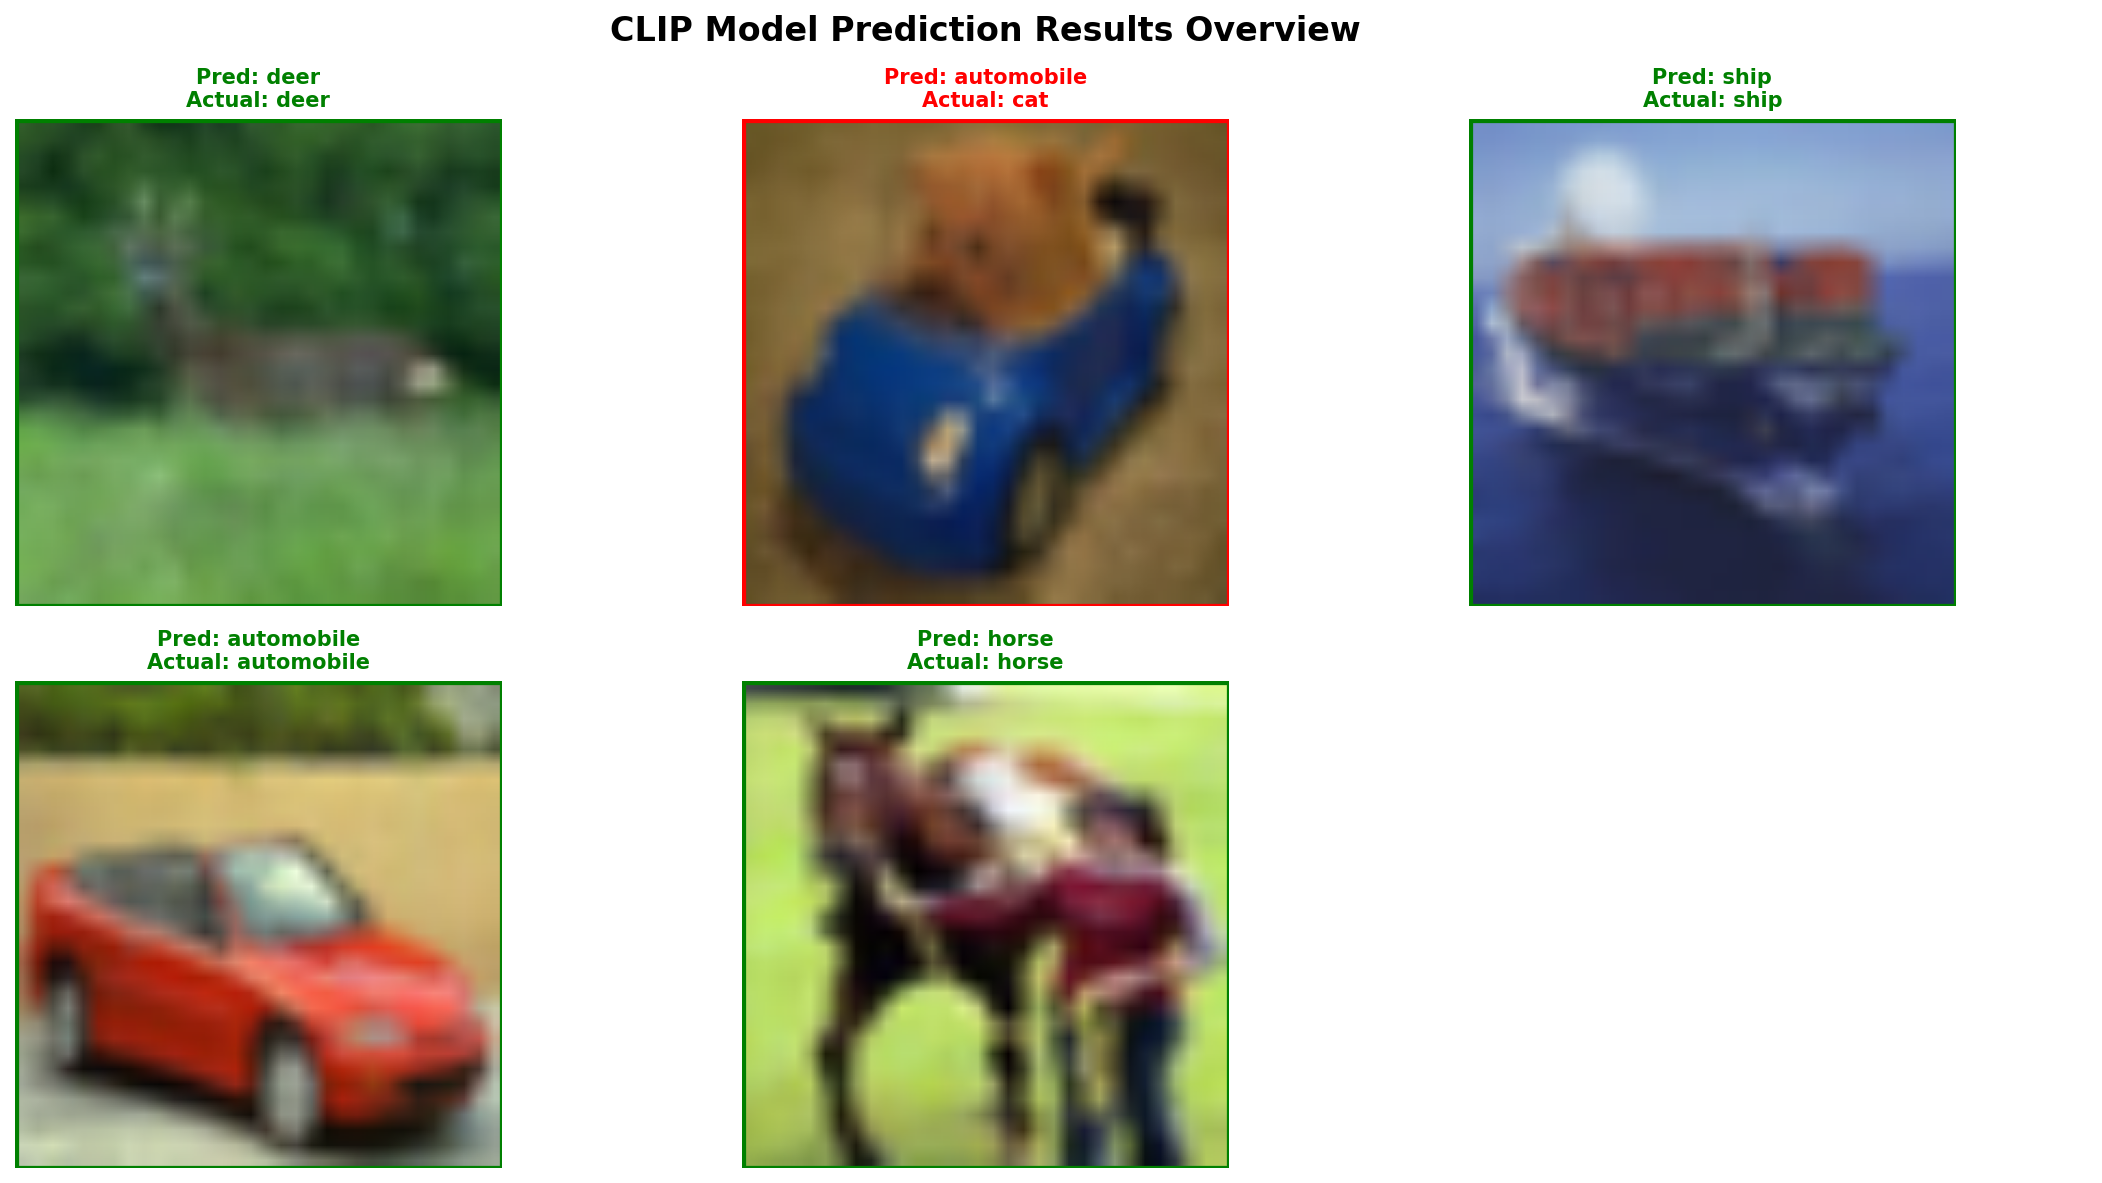 CLIP Model Prediction Results Overview
Pred: deer
Actual: deer
Pred: automobile
Actual: cat
Pred: ship
Actual: ship
Pred: automobile
Actual: automobile
Pred: horse
Actual: horse